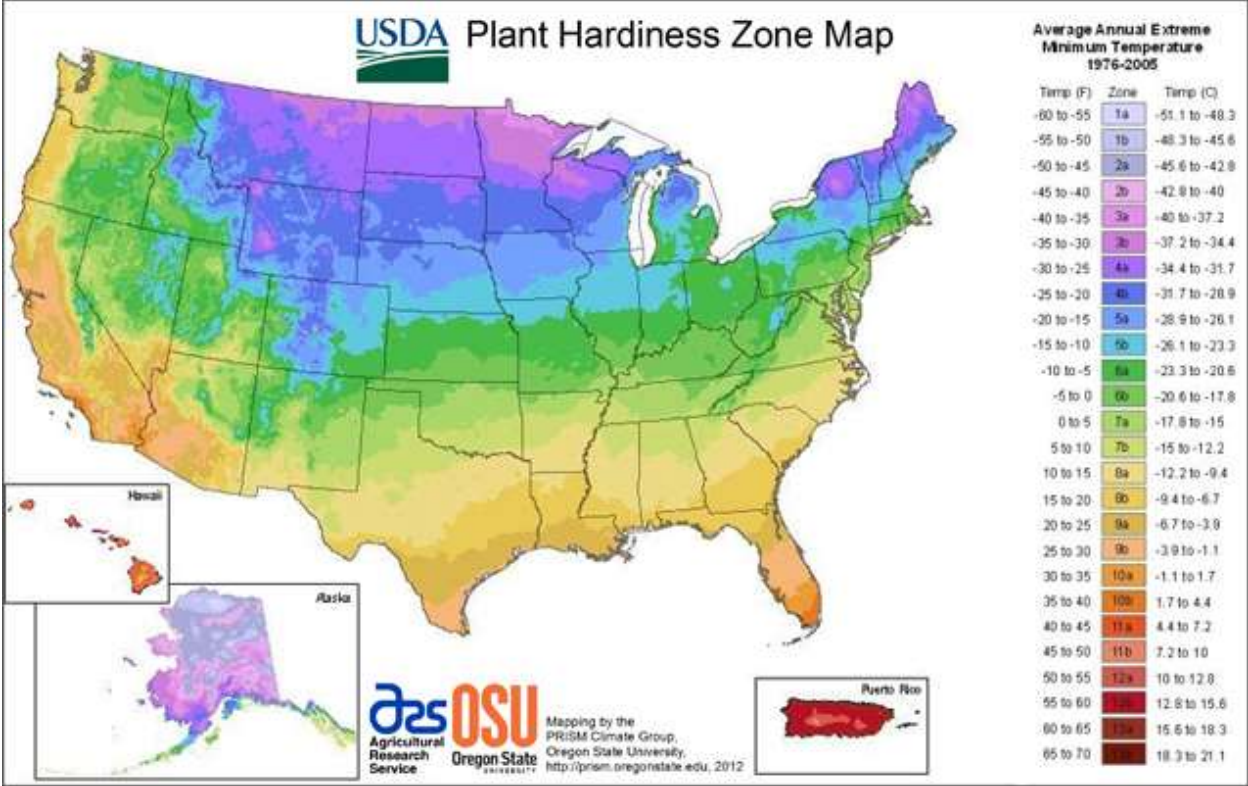 USDA Plant Hardiness Zone Map
Average Annual Extreme
Minimum Temperature
1976-2005
Temp (F) Zone Temp (C)
-60 to -55 1a -51.1 to -48.3
-55 to -50 1b -48.3 to -45.6
-50 to -45 2a -45.6 to -42.8
-45 to -40 2b -42.8 to -40
-40 to -35 3a -40 to -37.2
-35 to -30 3b -37.2 to -34.4
-30 to -25 4a -34.4 to -31.7
-25 to -20 4b -31.7 to -28.9
-20 to -15 5a -28.9 to -26.1
-15 to -10 5b -26.1 to -23.3
-10 to -5 6a -23.3 to -20.6
-5 to 0 6b -20.6 to -17.8
0 to 5 7a -17.8 to -15
5 to 10 7b -15 to -12.2
10 to 15 8a -12.2 to -9.4
15 to 20 8b -9.4 to -6.7
20 to 25 9a -6.7 to -3.9
25 to 30 9b -3.9 to -1.1
30 to 35 10a -1.1 to 1.7
35 to 40 10b 1.7 to 4.4
40 to 45 11a 4.4 to 7.2
45 to 50 11b 7.2 to 10
50 to 55 12a 10 to 12.8
55 to 60 12b 12.8 to 15.6
60 to 65 13a 15.6 to 18.3
65 to 70 18.3 to 21.1
Hawaii
Alaska
Puerto Rico
ars
Agricultural
Research
Service
OSU
Oregon State
UNIVERSITY
Mapping by the
PRISM Climate Group,
Oregon State University,
http://prism.oregonstate.edu, 2012